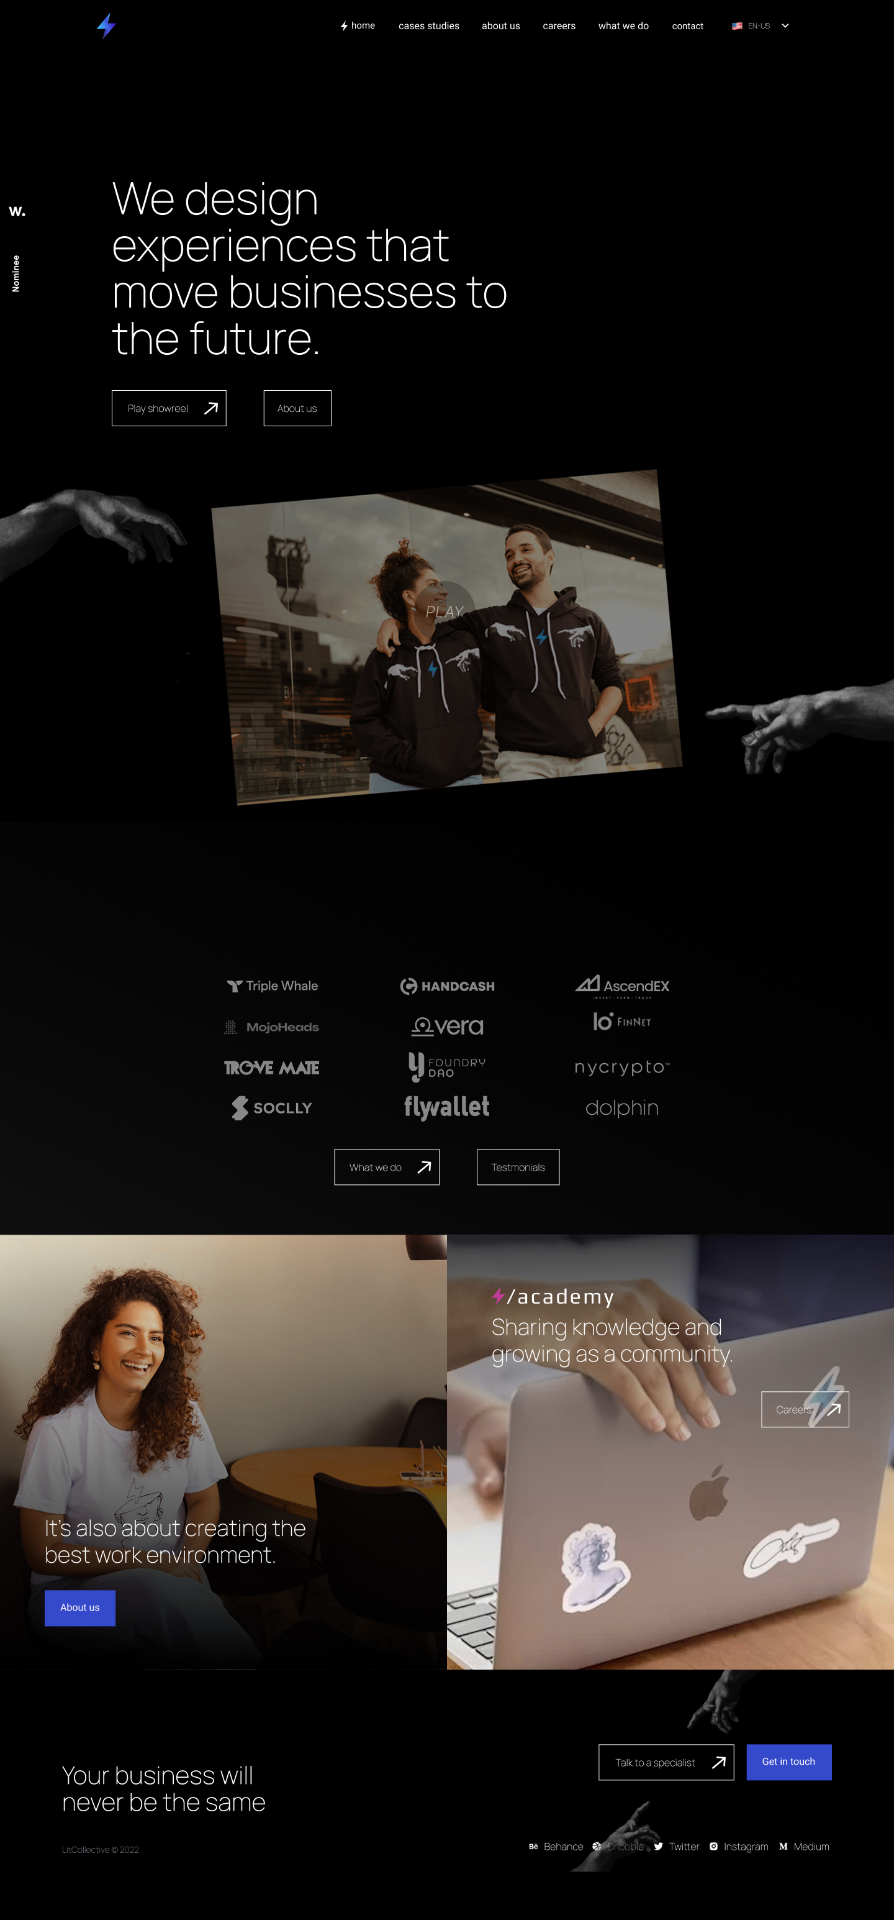 home
cases studies
about us
careers
what we do
contact
EN-US
W.
Nominee
We design
experiences that
move businesses to
the future.
Play showreel
About us
PLAY
Triple Whale
HANDCASH
AscendEX
MojoHeads
vera
FINNET
TROVE MATE
FOUNDRY
DAO
nycrypto™
SOCLLY
flywallet
dolphin
What we do
Testmonials
/academy
Sharing knowledge and
growing as a community.
Careers
It's also about creating the
best work environment.
About us
Talk to a specialist
Get in touch
Your business will
never be the same
LitCollective © 2022
Bē Behance
Dribbble
Twitter
Instagram
M Medium